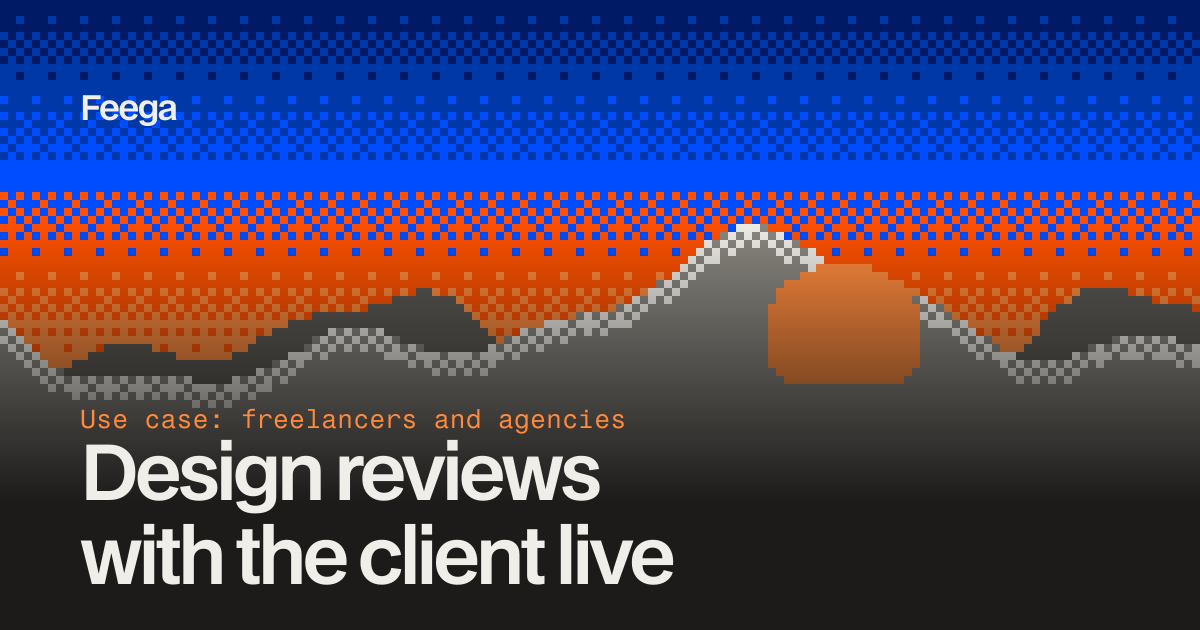 Feega
Use case: freelancers and agencies
Design reviews
with the client live